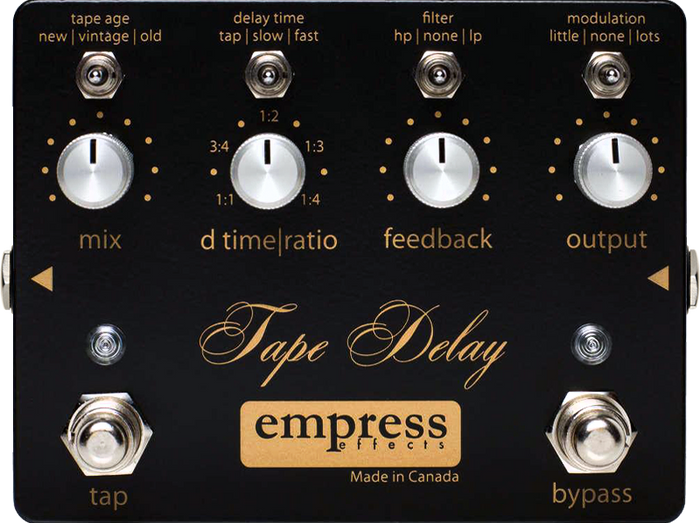 tape age
new | vintage | old
delay time
tap | slow | fast
filter
hp | none | lp
modulation
little | none | lots
1:2
3:4
1:3
1:1
1:4
mix
d time|ratio
feedback
output
Tape Delay
empress
effects
Made in Canada
tap
bypass